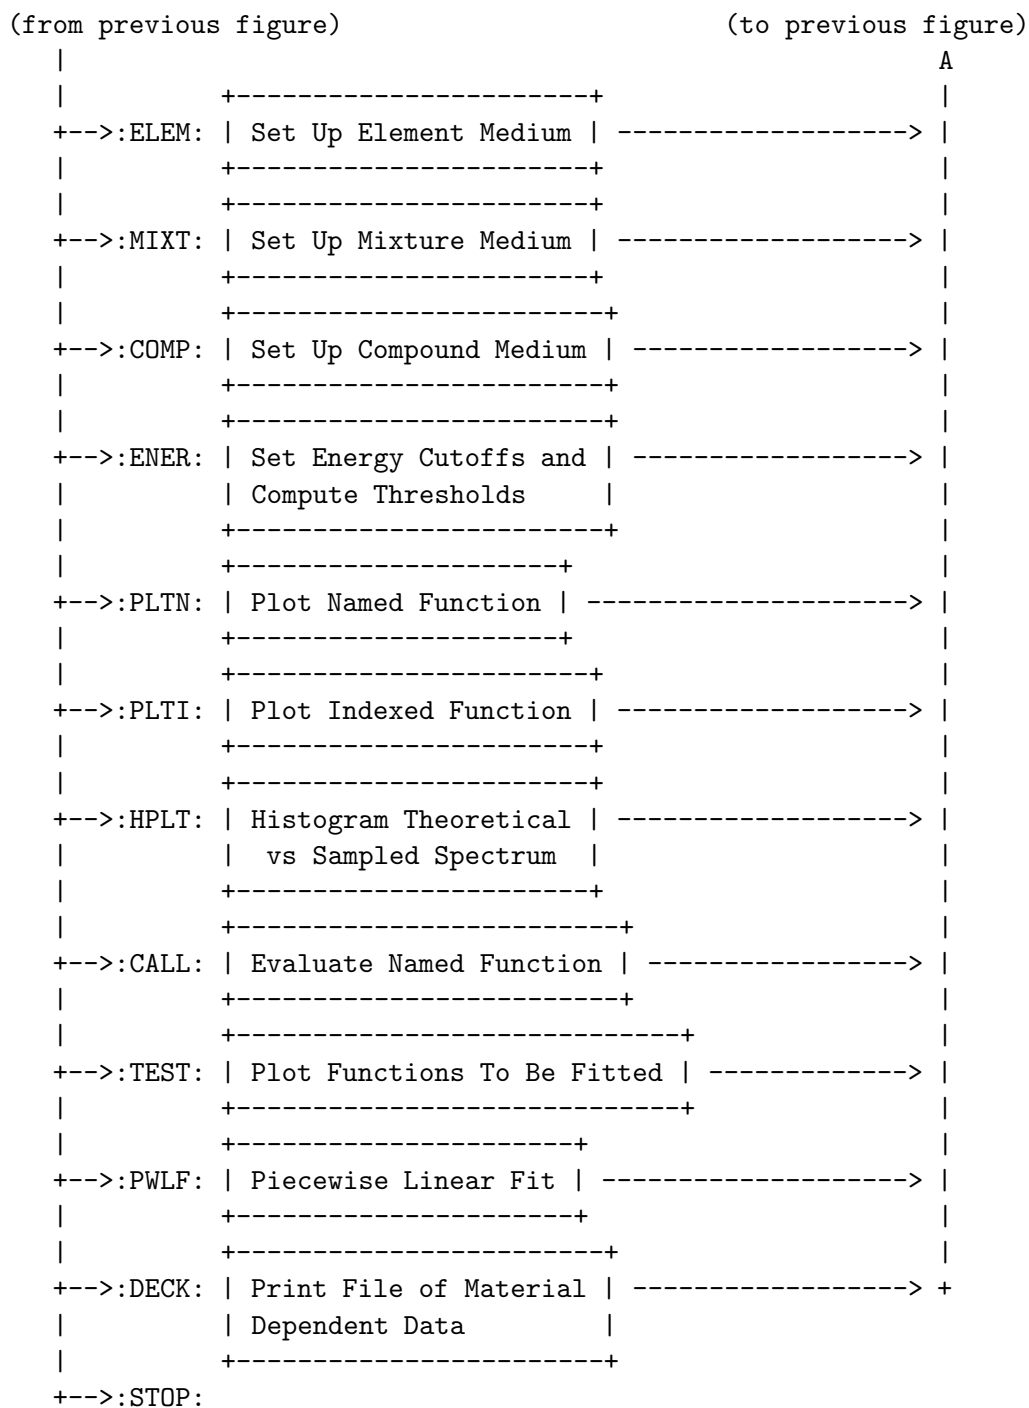 (from previous figure) (to previous figure)
| A
| +-----------------------+ |
+-->:ELEM: | Set Up Element Medium | -------------------> |
| +-----------------------+ |
| +-----------------------+ |
+-->:MIXT: | Set Up Mixture Medium | -------------------> |
| +-----------------------+ |
| +------------------------+ |
+-->:COMP: | Set Up Compound Medium | ------------------> |
| +------------------------+ |
| +------------------------+ |
+-->:ENER: | Set Energy Cutoffs and | ------------------> |
| | Compute Thresholds | |
| +------------------------+ |
| +---------------------+ |
+-->:PLTN: | Plot Named Function | ---------------------> |
| +---------------------+ |
| +-----------------------+ |
+-->:PLTI: | Plot Indexed Function | -------------------> |
| +-----------------------+ |
| +-----------------------+ |
+-->:HPLT: | Histogram Theoretical | -------------------> |
| | vs Sampled Spectrum | |
| +-----------------------+ |
| +-------------------------+ |
+-->:CALL: | Evaluate Named Function | -----------------> |
| +-------------------------+ |
| +-----------------------------+ |
+-->:TEST: | Plot Functions To Be Fitted | -------------> |
| +-----------------------------+ |
| +----------------------+ |
+-->:PWLF: | Piecewise Linear Fit | --------------------> |
| +----------------------+ |
| +------------------------+ |
+-->:DECK: | Print File of Material | ------------------> +
| | Dependent Data |
| +------------------------+
+-->:STOP: